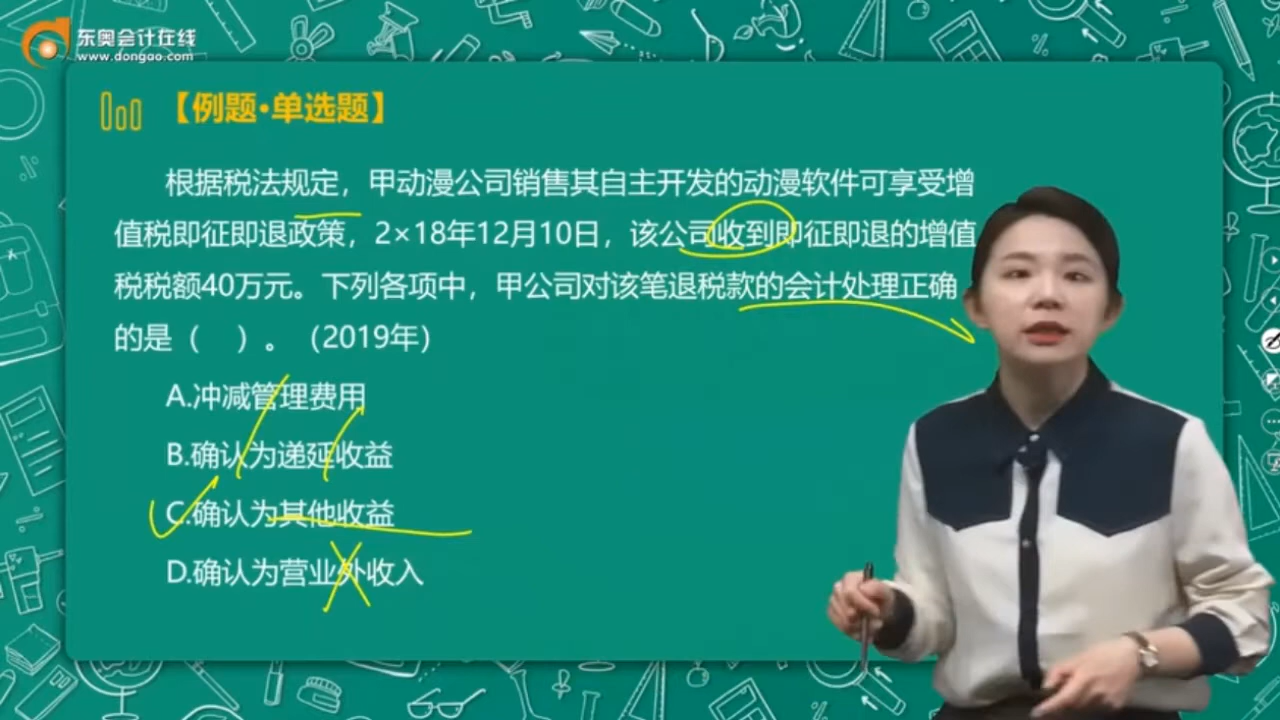 东奥会计在线
www.dongao.com
【例题·单选题】
根据税法规定，甲动漫公司销售其自主开发的动漫软件可享受增
值税即征即退政策，2×18年12月10日，该公司收到即征即退的增值
税税额40万元。下列各项中，甲公司对该笔退税款的会计处理正确
的是（ ）。（2019年）
A.冲减管理费用
B.确认为递延收益
C.确认为其他收益
D.确认为营业外收入